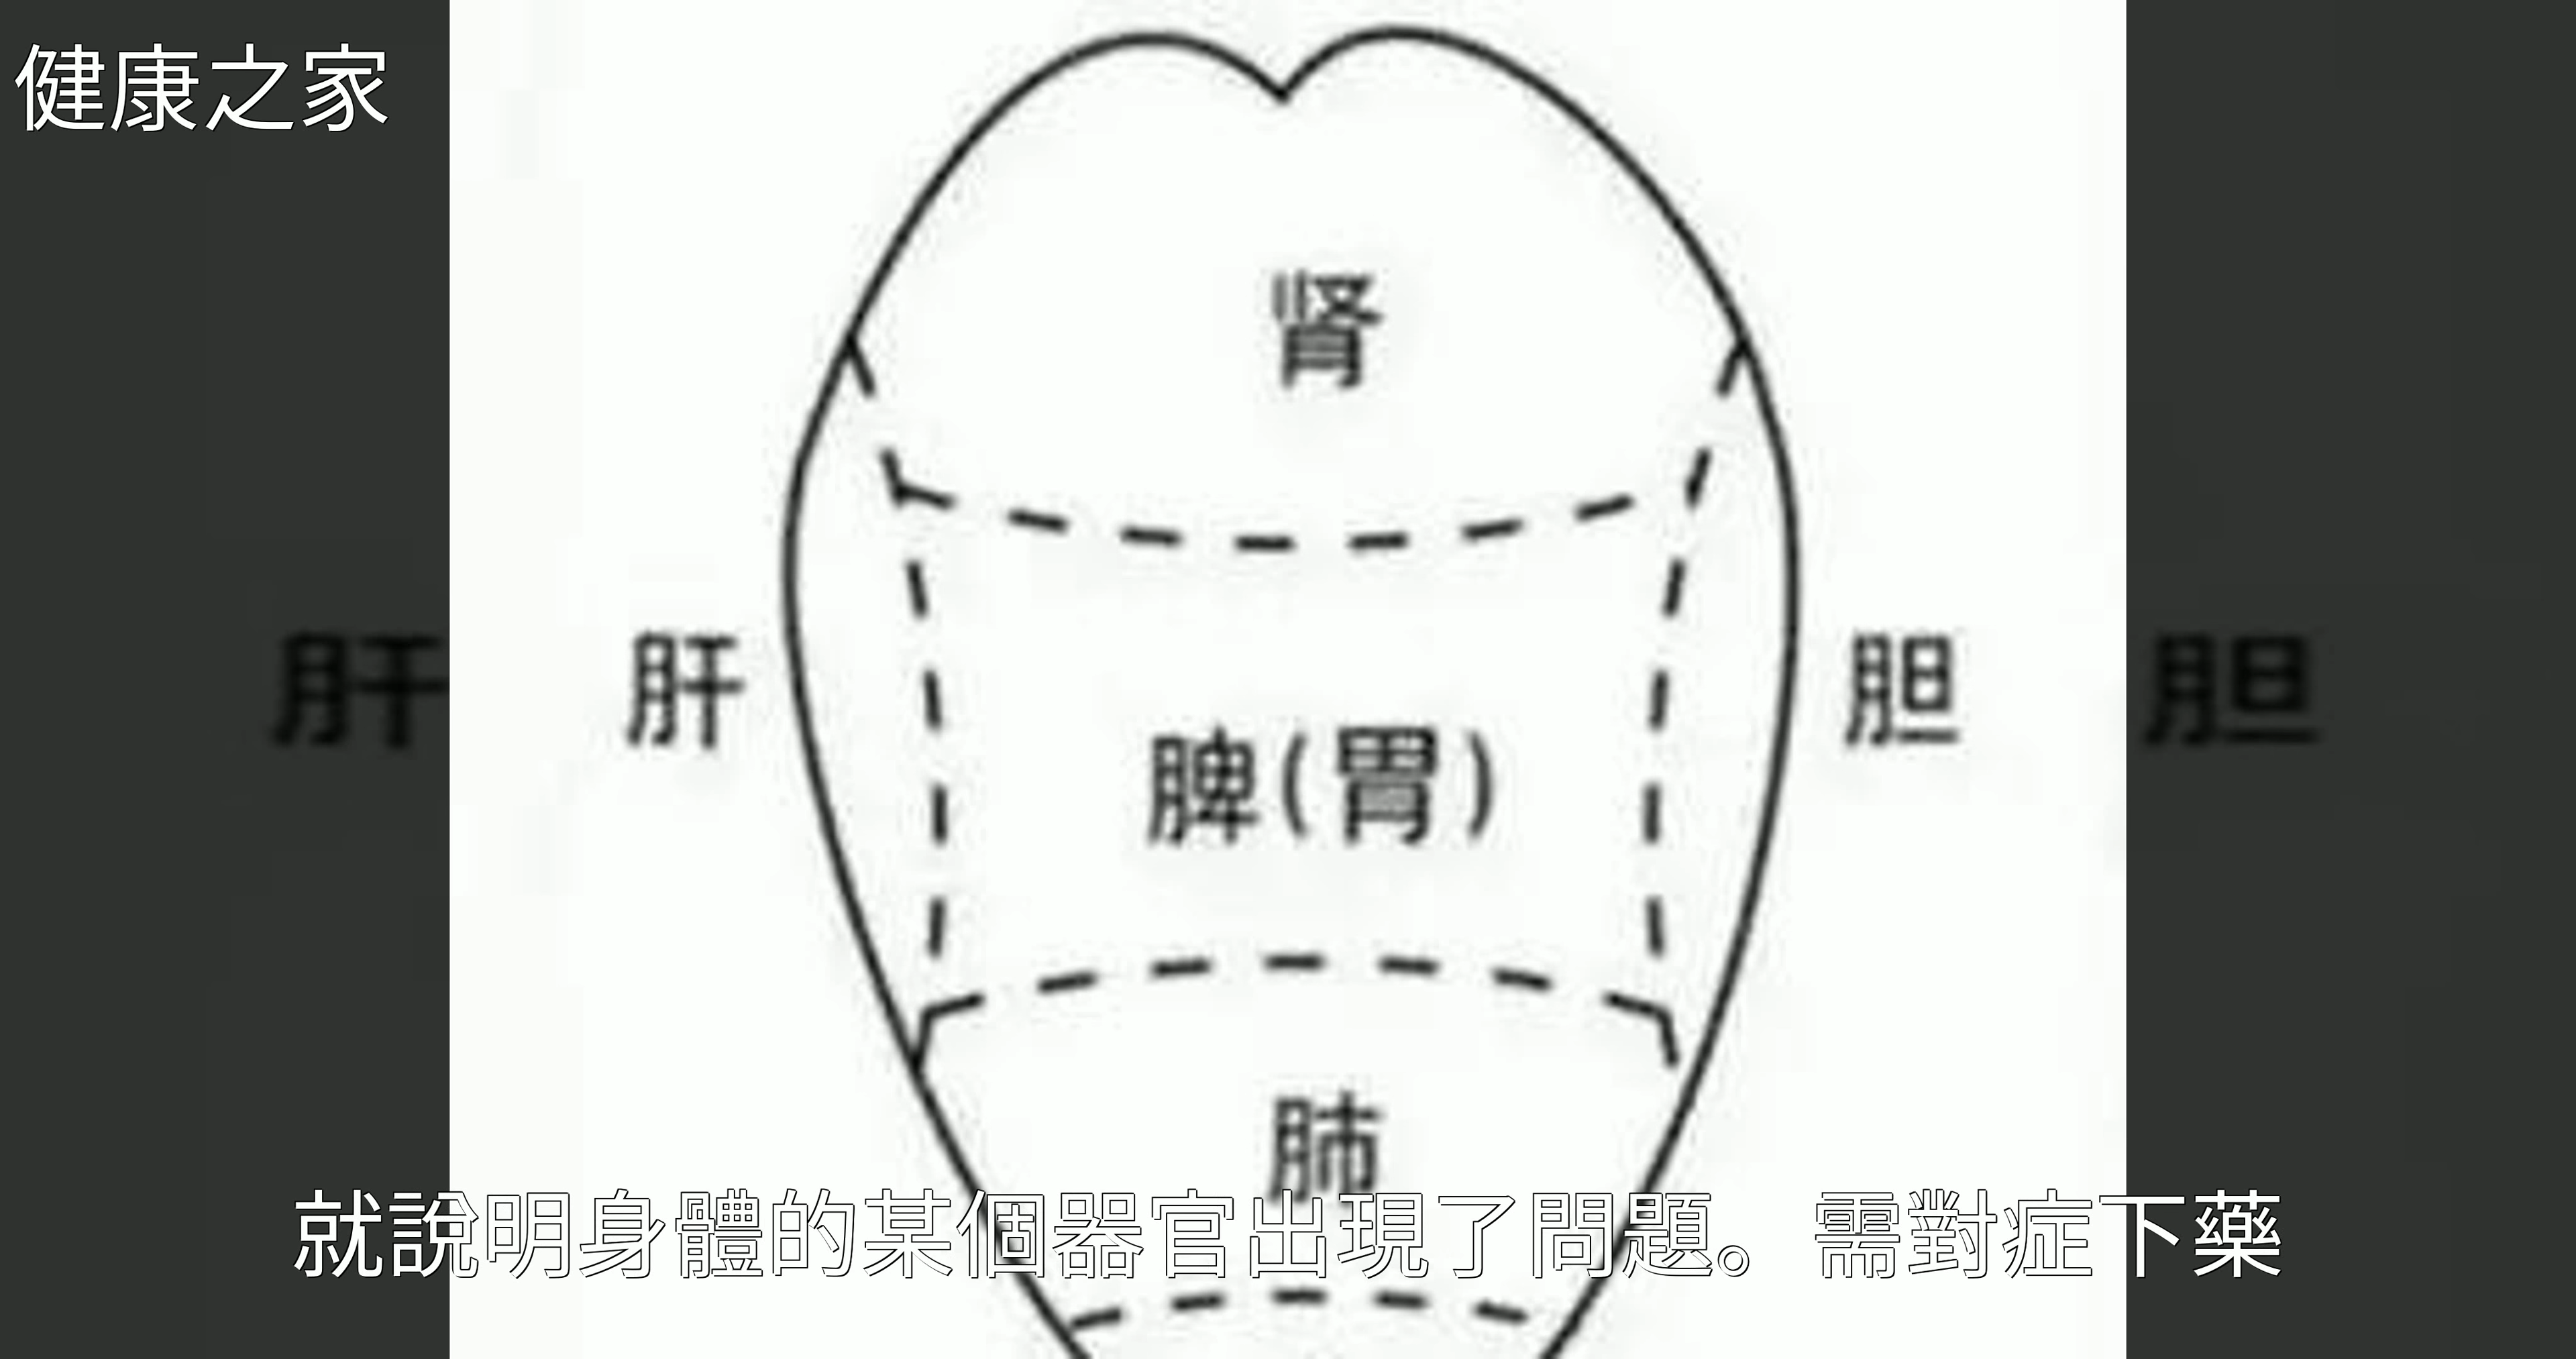 健康之家
肾
肝 肝 胆 胆
脾(胃)
肺
就說明身體的某個器官出現了問題。 需對症下藥